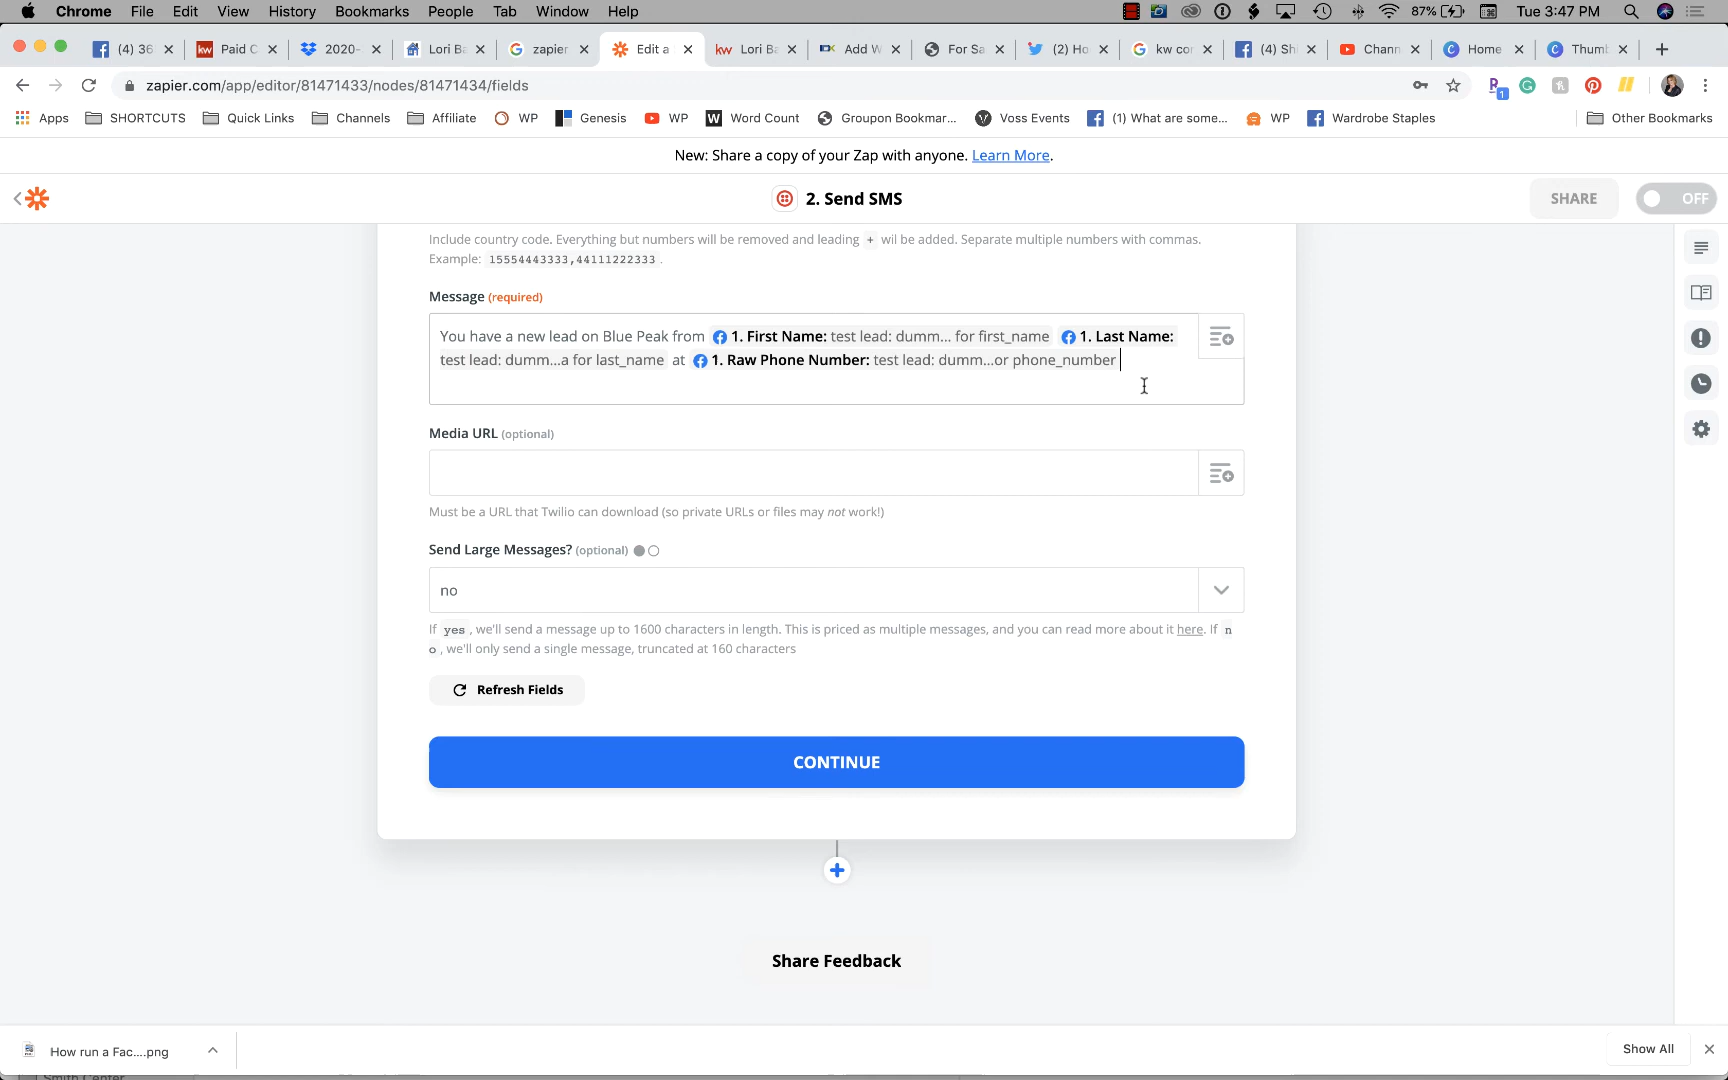 Chrome File Edit View History Bookmarks People Tab Window Help 87% Tue 3:47 PM
(4) 36 Paid C 2020- Lori Ba zapier Edit a Lori Ba Add W For Sa (2) Ho kw cor (4) Shi Chann Home Thum
zapier.com/app/editor/81471433/nodes/81471434/fields
Apps SHORTCUTS Quick Links Channels Affiliate WP Genesis WP Word Count Groupon Bookmar... Voss Events (1) What are some... WP Wardrobe Staples Other Bookmarks
New: Share a copy of your Zap with anyone. Learn More.
2. Send SMS SHARE OFF
Include country code. Everything but numbers will be removed and leading + wil be added. Separate multiple numbers with commas.
Example: 15554443333,44111222333 .
Message (required)
You have a new lead on Blue Peak from 1. First Name: test lead: dumm... for first_name 1. Last Name:
test lead: dumm...a for last_name at 1. Raw Phone Number: test lead: dumm...or phone_number
Media URL (optional)
Must be a URL that Twilio can download (so private URLs or files may not work!)
Send Large Messages? (optional)
no
If yes , we'll send a message up to 1600 characters in length. This is priced as multiple messages, and you can read more about it here. If n
o , we'll only send a single message, truncated at 160 characters
Refresh Fields
CONTINUE
Share Feedback
How run a Fac....png Show All
Smith Center